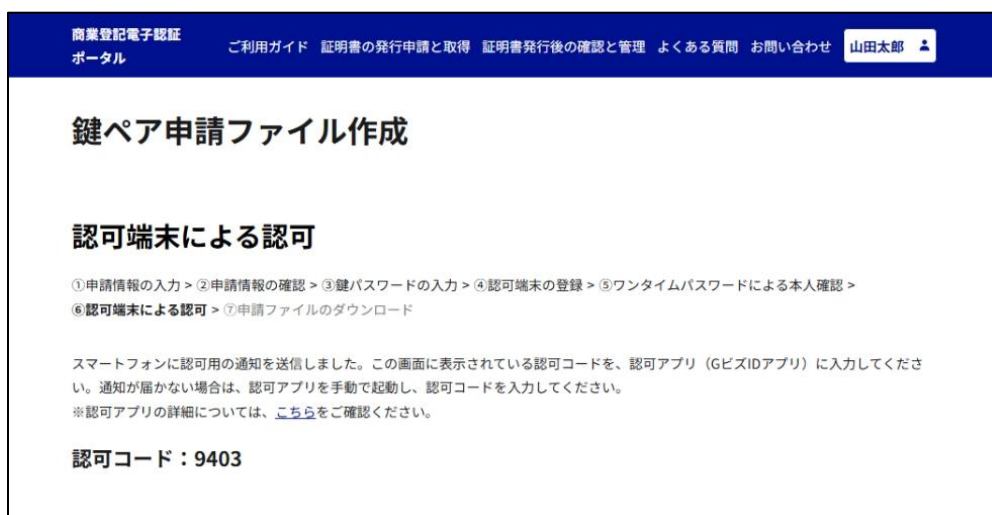 商業登記電子認証
ポータル
ご利用ガイド 証明書の発行申請と取得 証明書発行後の確認と管理 よくある質問 お問い合わせ 山田太郎
鍵ペア申請ファイル作成
認可端末による認可
①申請情報の入力 > ②申請情報の確認 > ③鍵パスワードの入力 > ④認可端末の登録 > ⑤ワンタイムパスワードによる本人確認 >
⑥認可端末による認可 > ⑦申請ファイルのダウンロード
スマートフォンに認可用の通知を送信しました。この画面に表示されている認可コードを、認可アプリ（GビズIDアプリ）に入力してくださ
い。通知が届かない場合は、認可アプリを手動で起動し、認可コードを入力してください。
※認可アプリの詳細については、こちらをご確認ください。
認可コード：9403